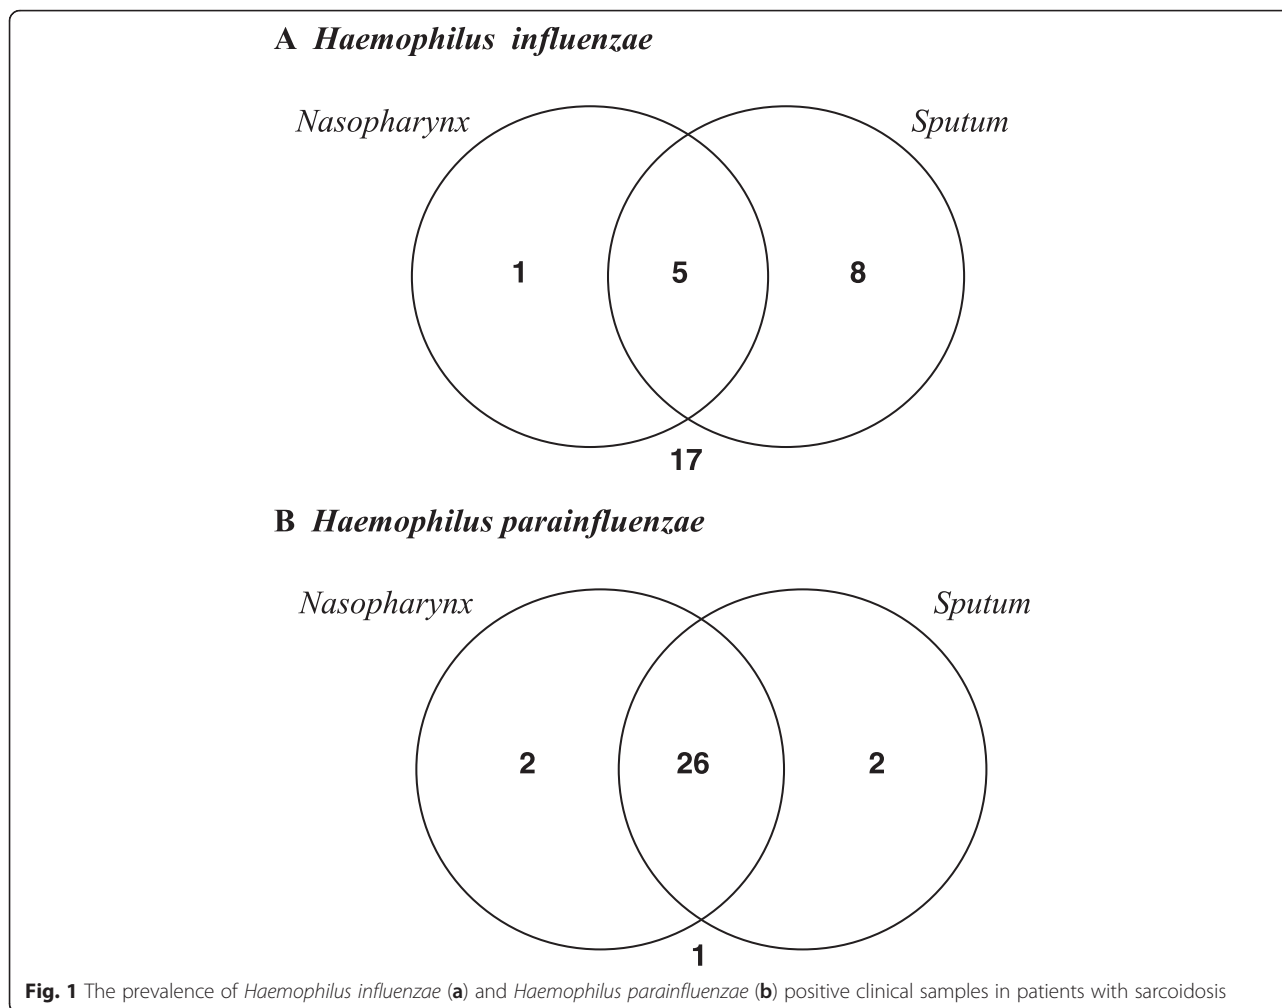 A Haemophilus influenzae
Nasopharynx
Sputum
1
5
8
17
B Haemophilus parainfluenzae
Nasopharynx
Sputum
2
26
2
1
Fig. 1 The prevalence of Haemophilus influenzae (a) and Haemophilus parainfluenzae (b) positive clinical samples in patients with sarcoidosis